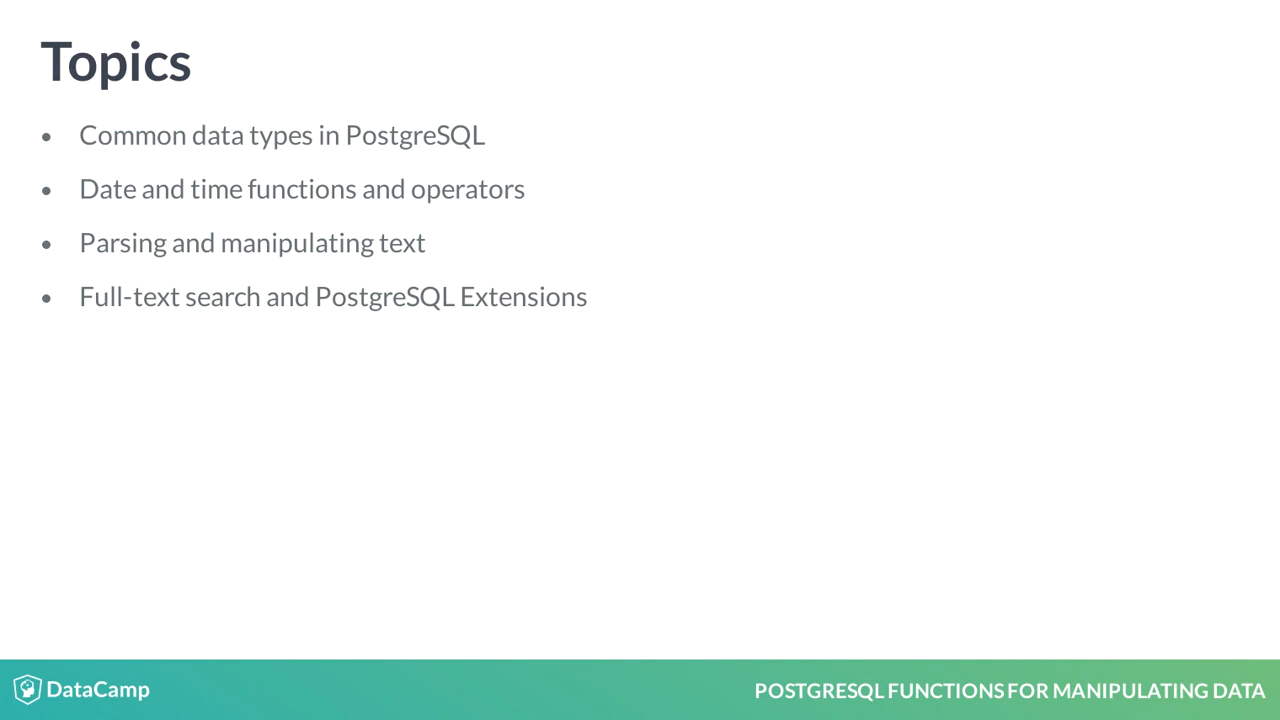 Topics
• Common data types in PostgreSQL
• Date and time functions and operators
• Parsing and manipulating text
• Full-text search and PostgreSQL Extensions
DataCamp
POSTGRESQL FUNCTIONS FOR MANIPULATING DATA